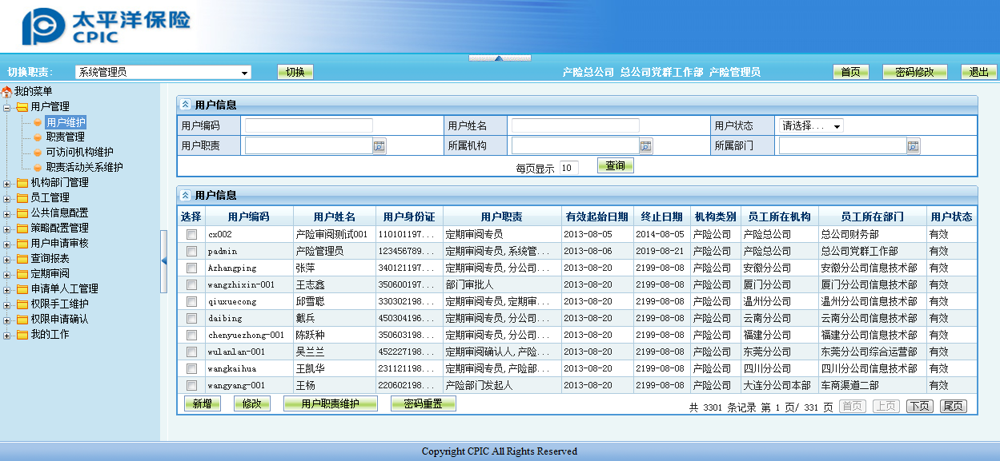 太平洋保险
CPIC
切换职责： 系统管理员 切换 产险总公司 总公司党群工作部 产险管理员 首页 密码修改 退出
我的菜单
用户管理
用户维护
职责管理
可访问机构维护
职责活动关系维护
机构部门管理
员工管理
公共信息配置
策略配置管理
用户申请审核
查询报表
定期审阅
申请单人工管理
权限手工维护
权限申请确认
我的工作
用户信息
用户编码 用户姓名 用户状态 请选择...
用户职责 所属机构 所属部门
每页显示 10 查询
用户信息
选择 用户编码 用户姓名 用户身份证 用户职责 有效起始日期 终止日期 机构类别 员工所在机构 员工所在部门 用户状态
cx002 产险审阅测试001 110101197... 定期审阅专员 2013-08-05 2014-08-05 产险公司 产险总公司 总公司财务部 有效
padmin 产险管理员 123456789... 定期审阅专员,系统管... 2013-08-06 2019-08-21 产险公司 产险总公司 总公司党群工作部 有效
Azhangping 张萍 340121197... 定期审阅专员,分公司... 2013-08-20 2199-08-08 产险公司 安徽分公司 安徽分公司信息技术部 有效
wangzhixin-001 王志鑫 350600197... 部门审批人 2013-08-20 2199-08-08 产险公司 厦门分公司 厦门分公司信息技术部 有效
qiuxuecong 邱雪聪 330302198... 定期审阅专员,定期审... 2013-08-20 2199-08-08 产险公司 温州分公司 温州分公司信息技术部 有效
daibing 戴兵 450304196... 定期审阅专员,分公司... 2013-08-20 2199-08-08 产险公司 云南分公司 云南分公司信息技术部 有效
chenyuezhong-001 陈跃种 350603198... 定期审阅专员,分公司... 2013-08-20 2199-08-08 产险公司 福建分公司 福建分公司信息技术部 有效
wulanlan-001 吴兰兰 452227198... 定期审阅确认人,产险... 2013-08-20 2199-08-08 产险公司 东莞分公司 东莞分公司综合运营部 有效
wangkaihua 王凯华 231121198... 定期审阅专员,产险部... 2013-08-20 2199-08-08 产险公司 四川分公司 四川分公司信息技术部 有效
wangyang-001 王杨 220602198... 产险部门发起人 2013-08-20 2199-08-08 产险公司 大连分公司本部 车商渠道二部 有效
新增 修改 用户职责维护 密码重置 共 3301 条记录 第 1 页/ 331 页 首页 上页 下页 尾页
Copyright CPIC All Rights Reserved